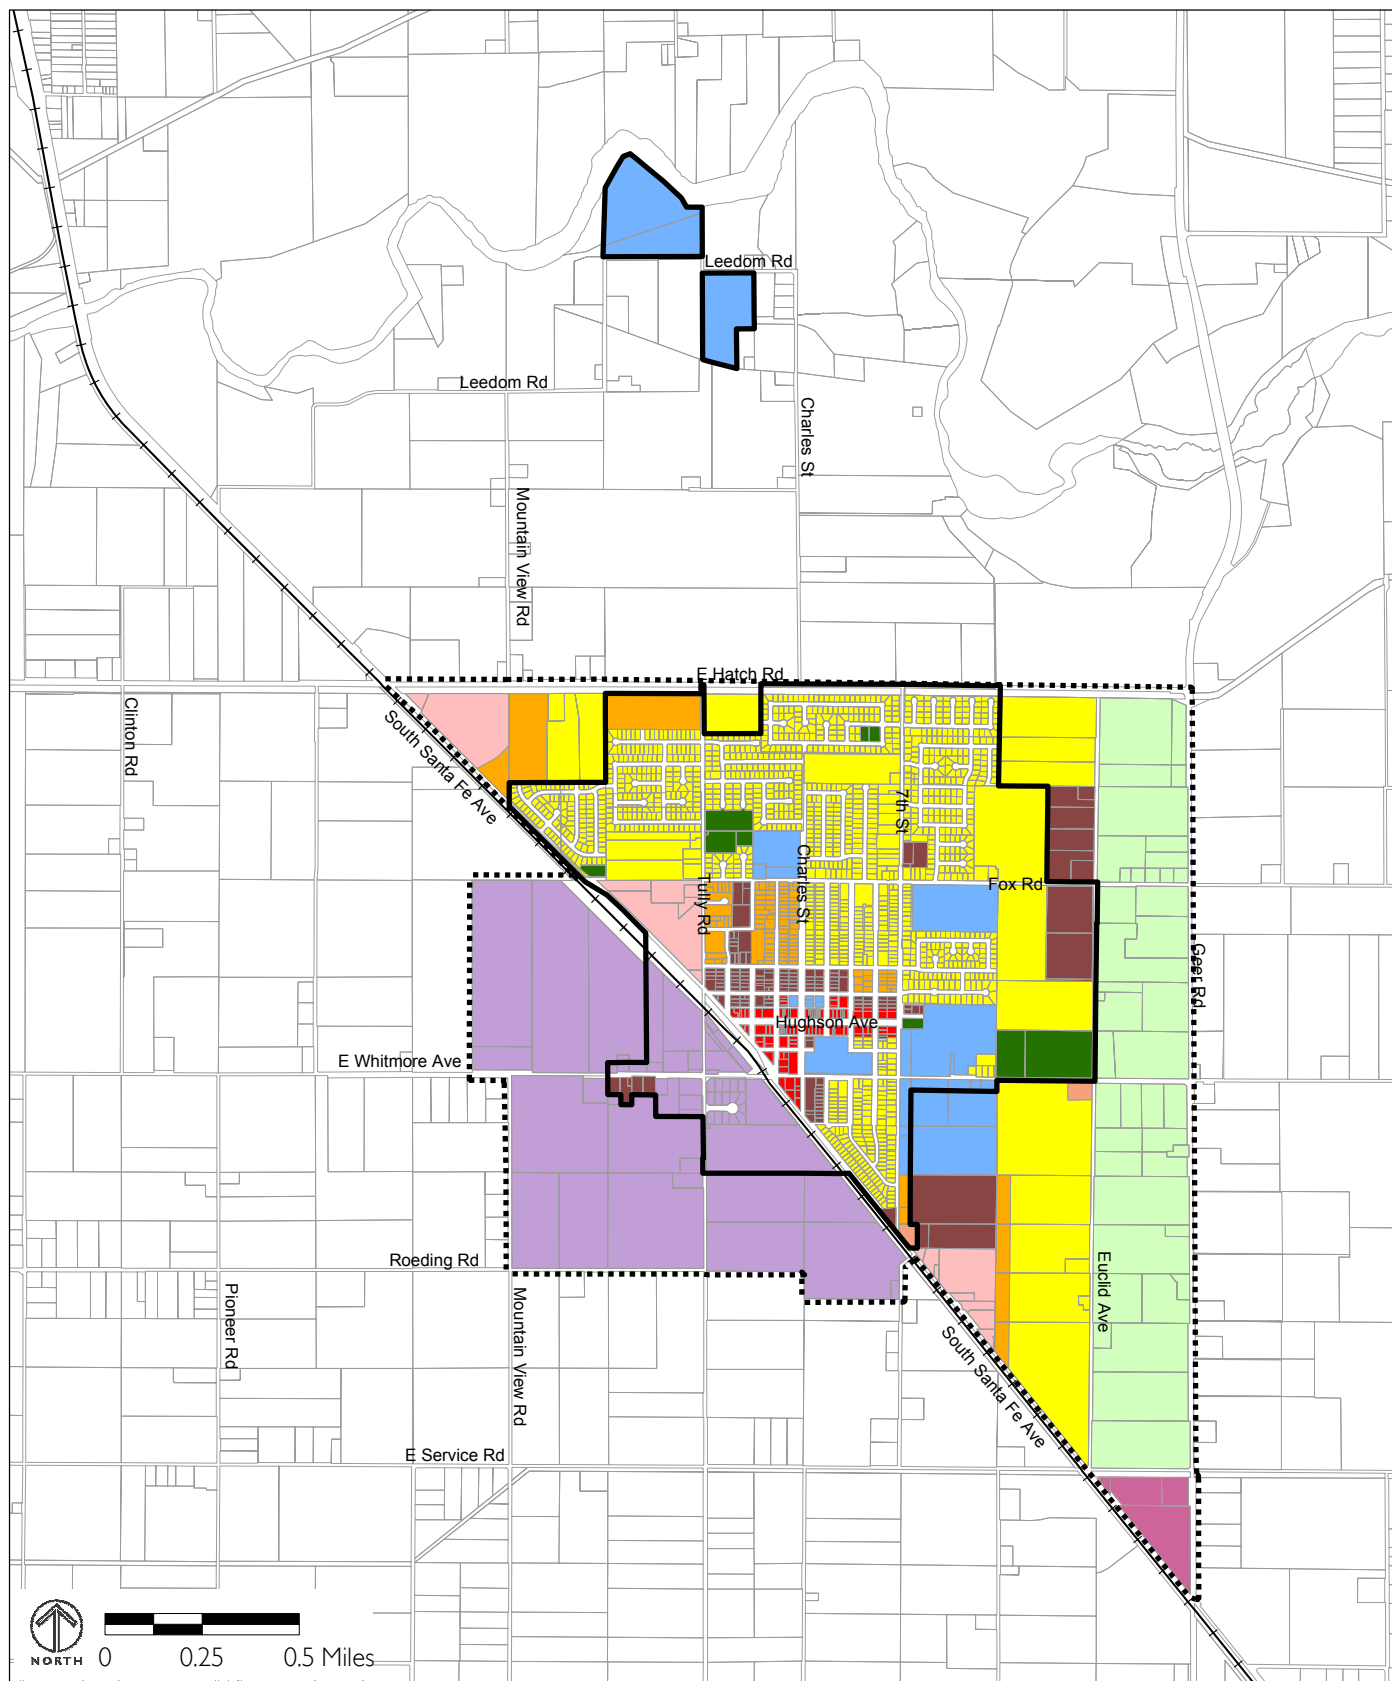 Leedom Rd
Leedom Rd
Charles St
Mountain View Rd
E Hatch Rd
Clinton Rd
South Santa Fe Ave
7th St
Charles St
Tully Rd
Fox Rd
Geer Rd
Hughson Ave
E Whitmore Ave
Roeding Rd
Euclid Ave
Pioneer Rd
Mountain View Rd
South Santa Fe Ave
E Service Rd
NORTH
0 0.25 0.5 Miles